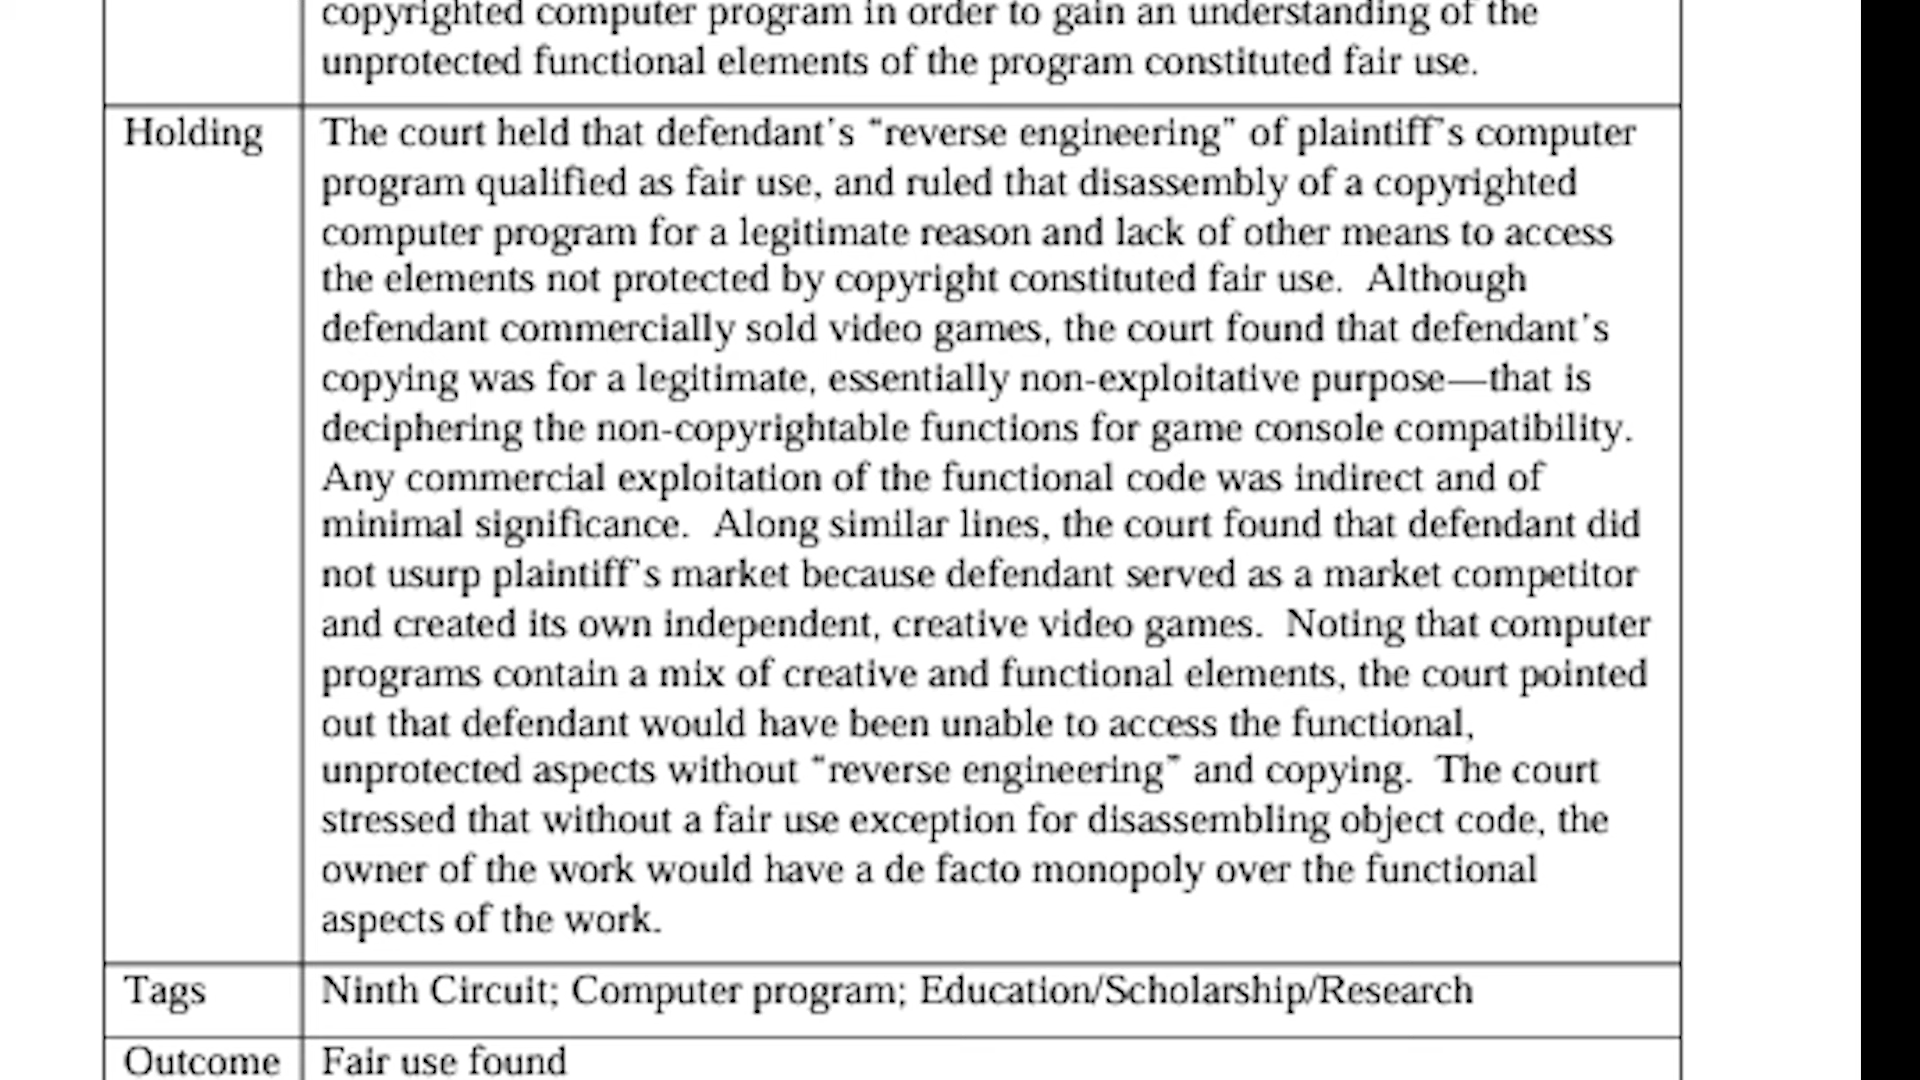 copyrighted computer program in order to gain an understanding of the
unprotected functional elements of the program constituted fair use.
Holding
The court held that defendant's "reverse engineering" of plaintiff's computer
program qualified as fair use, and ruled that disassembly of a copyrighted
computer program for a legitimate reason and lack of other means to access
the elements not protected by copyright constituted fair use.  Although
defendant commercially sold video games, the court found that defendant's
copying was for a legitimate, essentially non-exploitative purpose—that is
deciphering the non-copyrightable functions for game console compatibility.
Any commercial exploitation of the functional code was indirect and of
minimal significance.  Along similar lines, the court found that defendant did
not usurp plaintiff's market because defendant served as a market competitor
and created its own independent, creative video games.  Noting that computer
programs contain a mix of creative and functional elements, the court pointed
out that defendant would have been unable to access the functional,
unprotected aspects without "reverse engineering" and copying.  The court
stressed that without a fair use exception for disassembling object code, the
owner of the work would have a de facto monopoly over the functional
aspects of the work.
Tags
Ninth Circuit; Computer program; Education/Scholarship/Research
Outcome
Fair use found